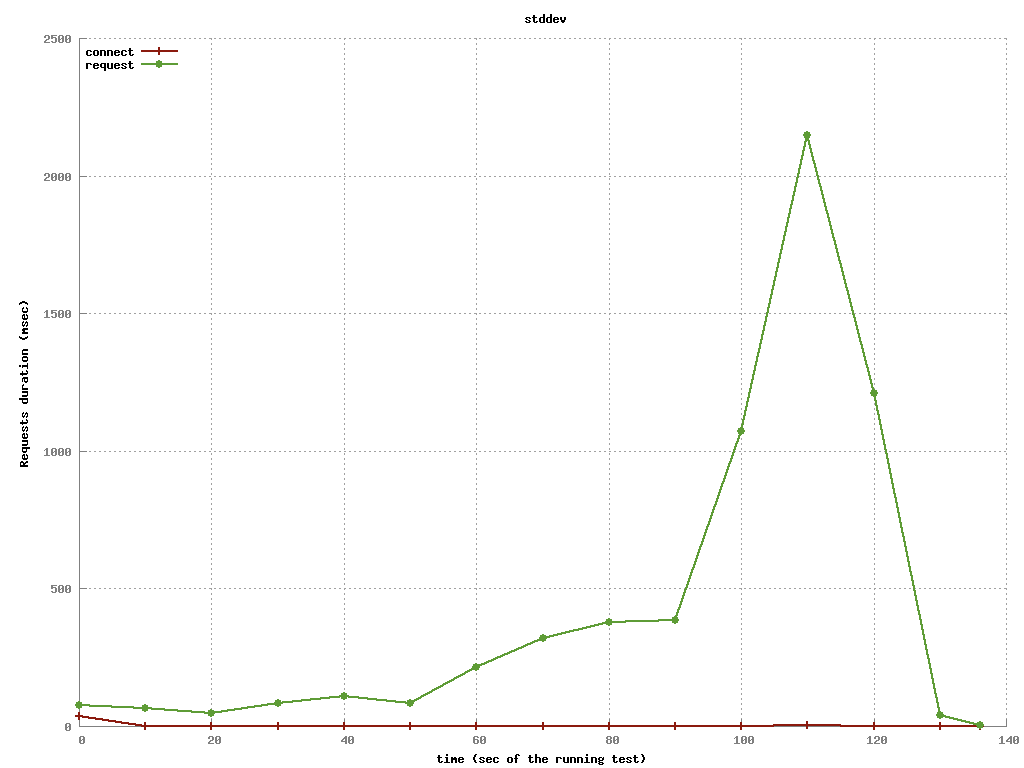 stddev
connect
request
2500
2000
1500
1000
500
0
Requests duration (msec)
0 20 40 60 80 100 120 140
time (sec of the running test)